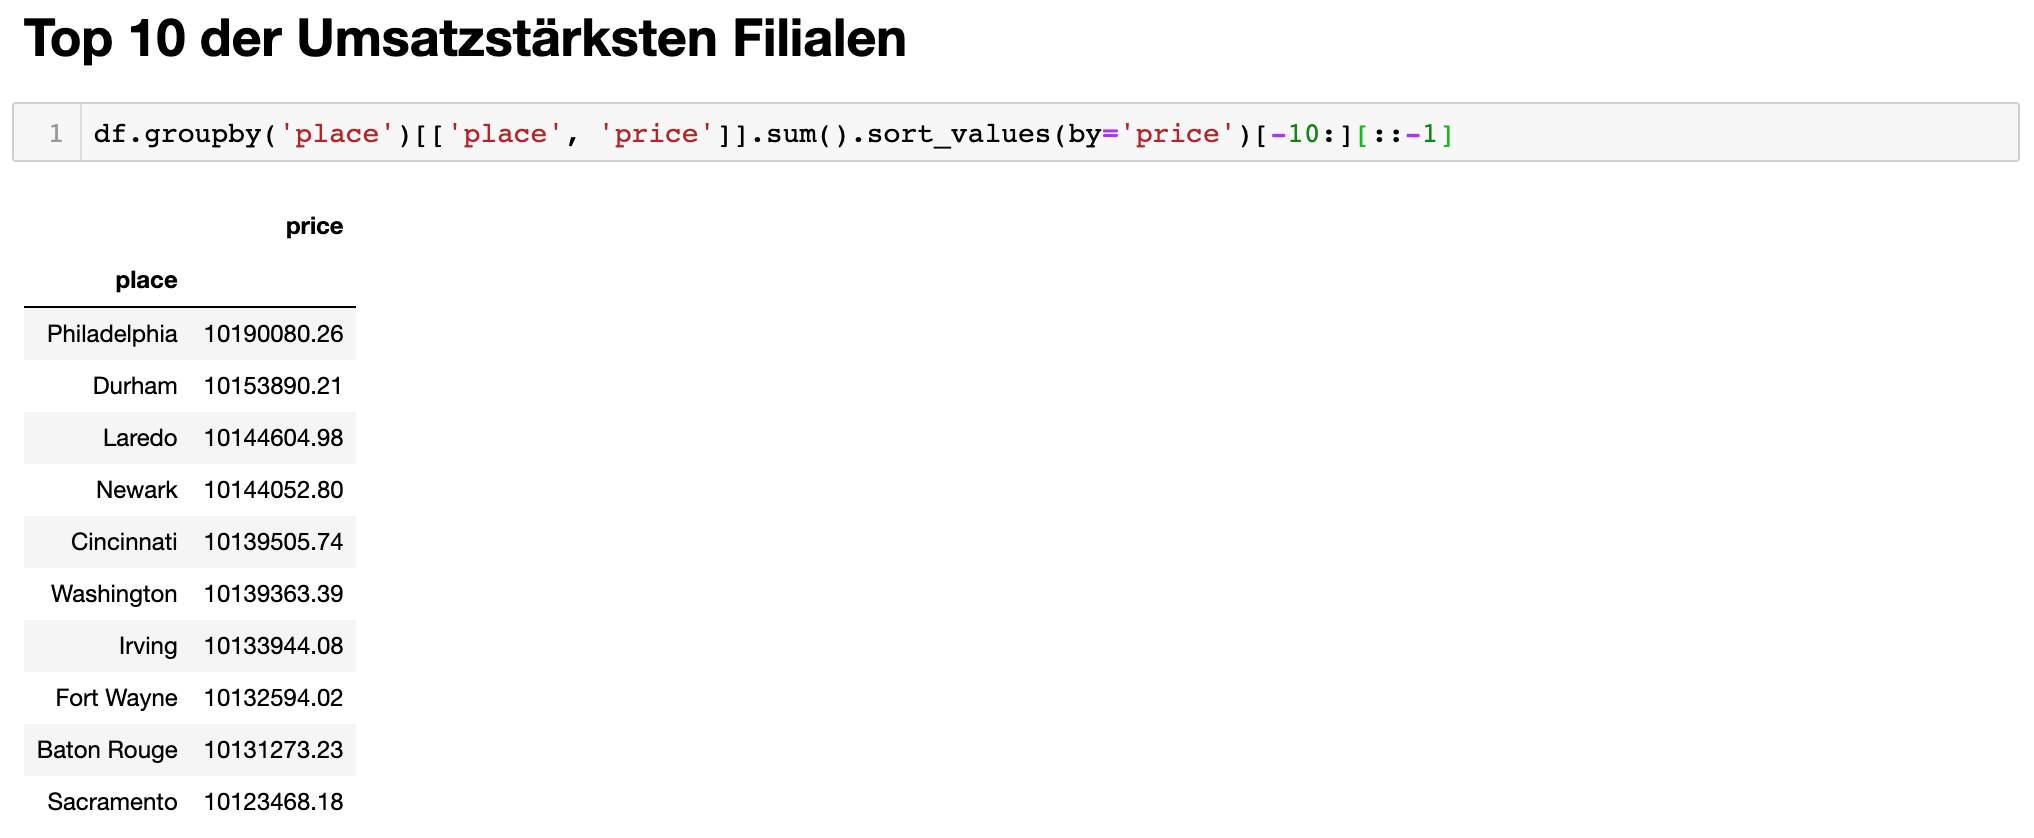 Top 10 der Umsatzstärksten Filialen
1 df.groupby('place')[['place', 'price']].sum().sort_values(by='price')[-10:][::-1]
price
place
Philadelphia 10190080.26
Durham 10153890.21
Laredo 10144604.98
Newark 10144052.80
Cincinnati 10139505.74
Washington 10139363.39
Irving 10133944.08
Fort Wayne 10132594.02
Baton Rouge 10131273.23
Sacramento 10123468.18